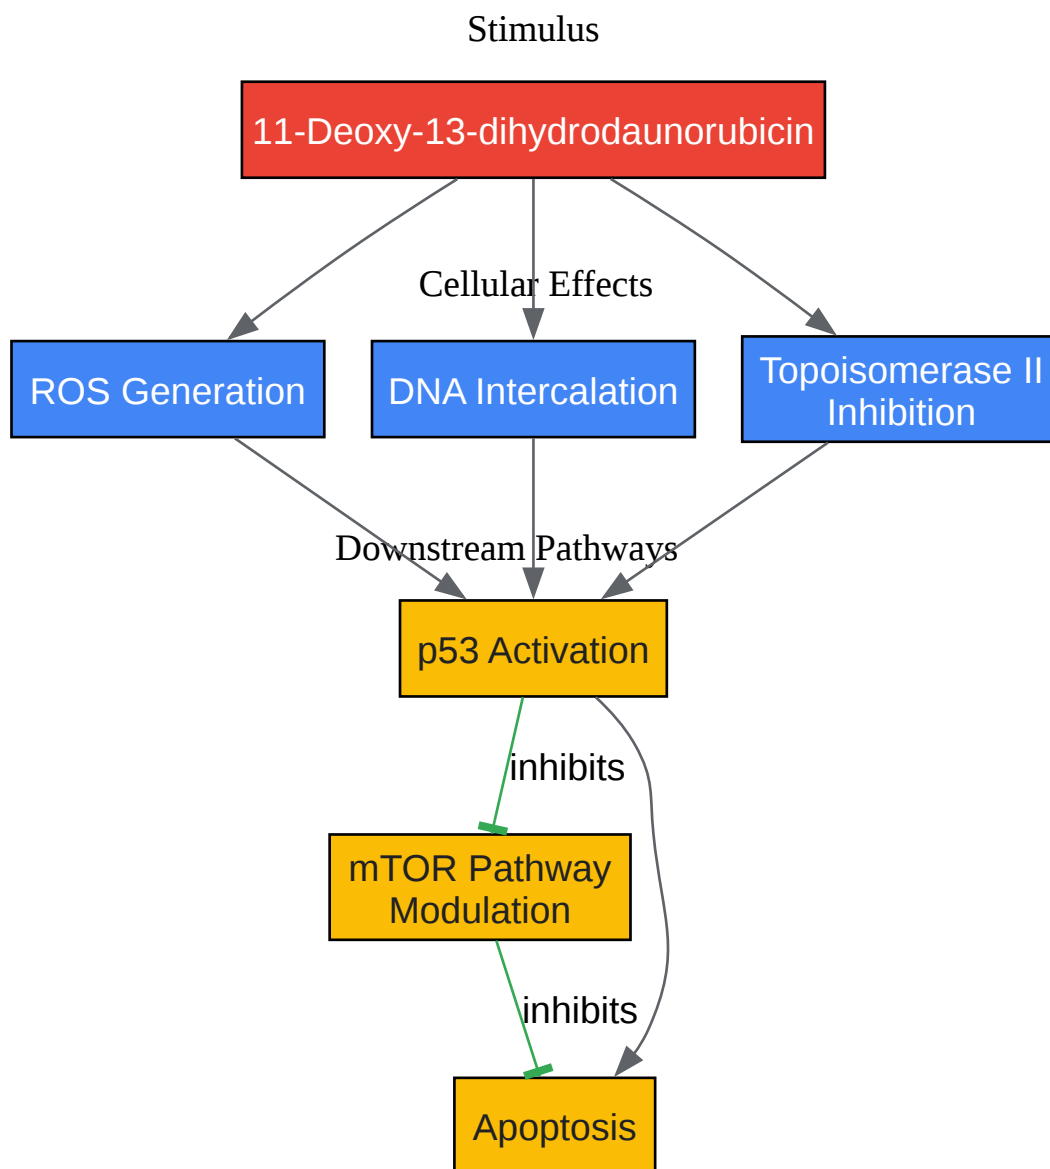 Stimulus
11-Deoxy-13-dihydrodaunorubicin
Cellular Effects
ROS Generation
DNA Intercalation
Topoisomerase II
Inhibition
Downstream Pathways
p53 Activation
inhibits
mTOR Pathway
Modulation
inhibits
Apoptosis